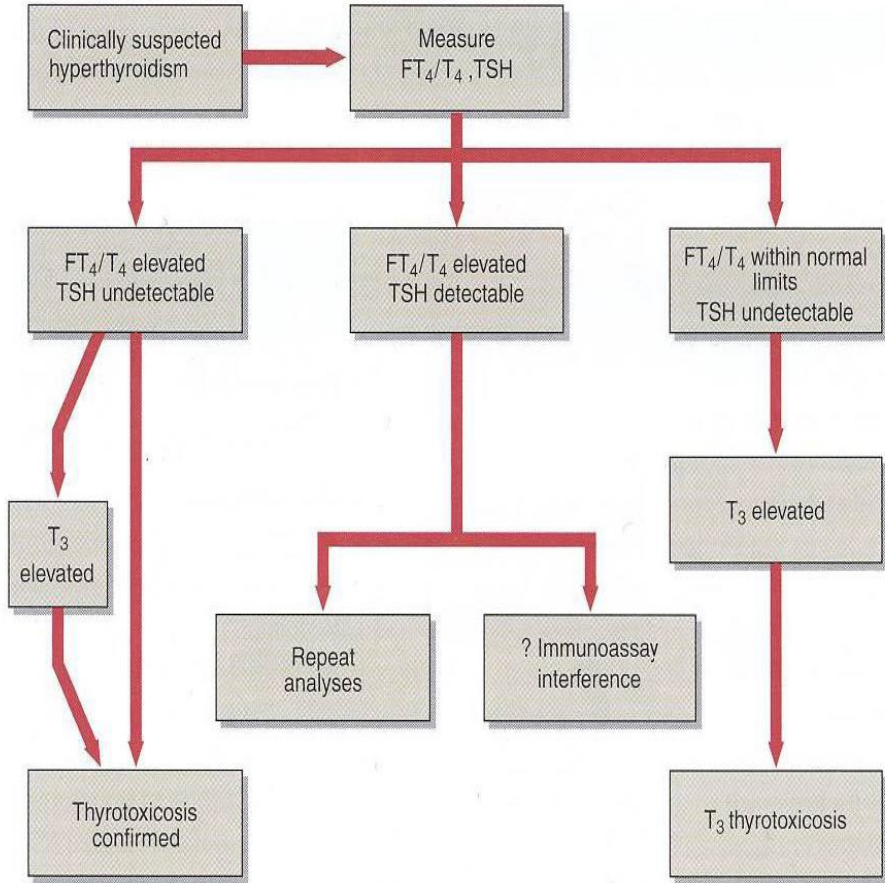 Clinically suspected
hyperthyroidism
Measure
FT₄/T₄ ,TSH
FT₄/T₄ elevated
TSH undetectable
FT₄/T₄ elevated
TSH detectable
FT₄/T₄ within normal
limits
TSH undetectable
T₃
elevated
T₃ elevated
Repeat
analyses
? Immunoassay
interference
Thyrotoxicosis
confirmed
T₃ thyrotoxicosis